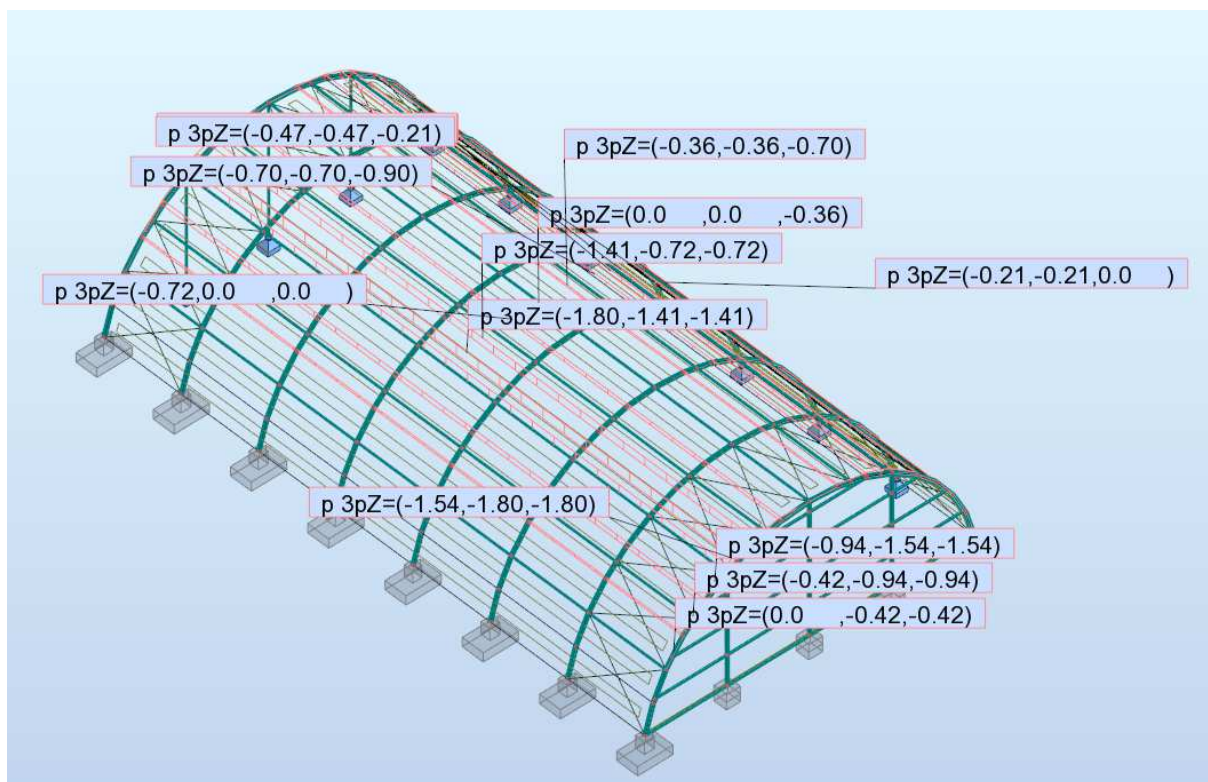 p 3pZ=(-0.47,-0.47,-0.21)
p 3pZ=(-0.36,-0.36,-0.70)
p 3pZ=(-0.70,-0.70,-0.90)
p 3pZ=(0.0 ,0.0 ,-0.36)
p 3pZ=(-1.41,-0.72,-0.72)
p 3pZ=(-0.21,-0.21,0.0 )
p 3pZ=(-0.72,0.0 ,0.0 )
p 3pZ=(-1.80,-1.41,-1.41)
p 3pZ=(-1.54,-1.80,-1.80)
p 3pZ=(-0.94,-1.54,-1.54)
p 3pZ=(-0.42,-0.94,-0.94)
p 3pZ=(0.0 ,-0.42,-0.42)